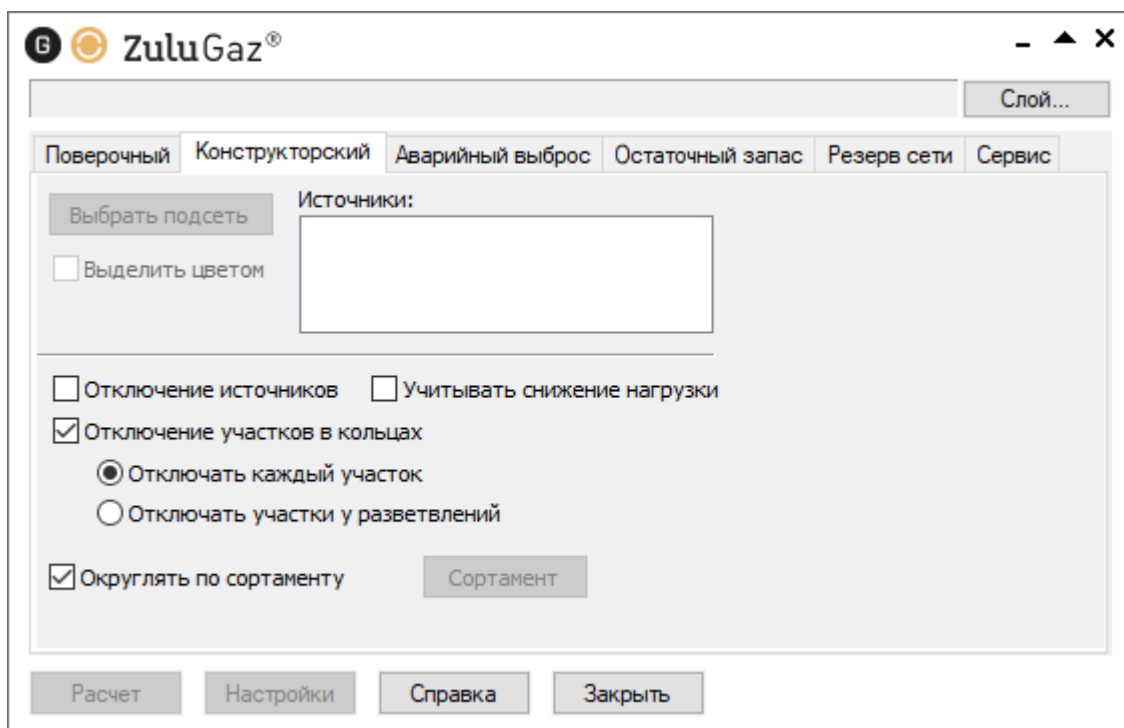 G ZuluGaz®
Слой...
Поверочный Конструкторский Аварийный выброс Остаточный запас Резерв сети Сервис
Выбрать подсеть
Источники:
Выделить цветом
Отключение источников Учитывать снижение нагрузки
Отключение участков в кольцах
Отключать каждый участок
Отключать участки у разветвлений
Округлять по сортаменту Сортамент
Расчет Настройки Справка Закрыть